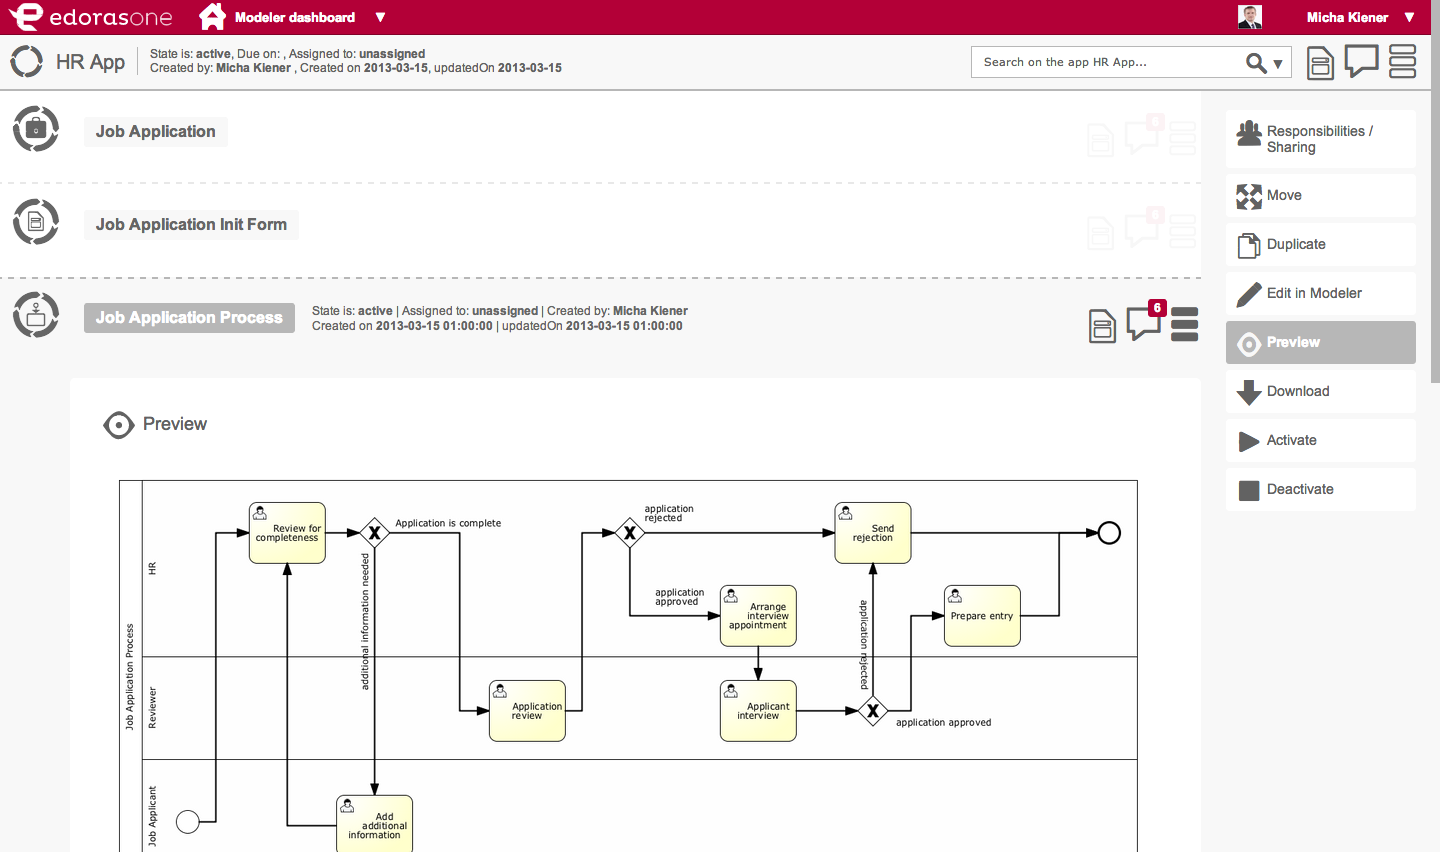 edorasone
Modeler dashboard
Micha Kiener
HR App
State is: active, Due on: , Assigned to: unassigned
Created by: Micha Kiener , Created on 2013-03-15, updatedOn 2013-03-15
Search on the app HR App...
Job Application
6
Job Application Init Form
6
Job Application Process
State is: active | Assigned to: unassigned | Created by: Micha Kiener
Created on 2013-03-15 01:00:00 | updatedOn 2013-03-15 01:00:00
6
Responsibilities /
Sharing
Move
Duplicate
Edit in Modeler
Preview
Download
Activate
Deactivate
Preview
Job Application Process
HR
Review for
completeness
X
Application is complete
additional information needed
X
application
rejected
application
approved
Send
rejection
Arrange
interview
appointment
application rejected
Prepare entry
Reviewer
Application
review
Applicant
interview
X
application approved
Job Applicant
Add
additional
information